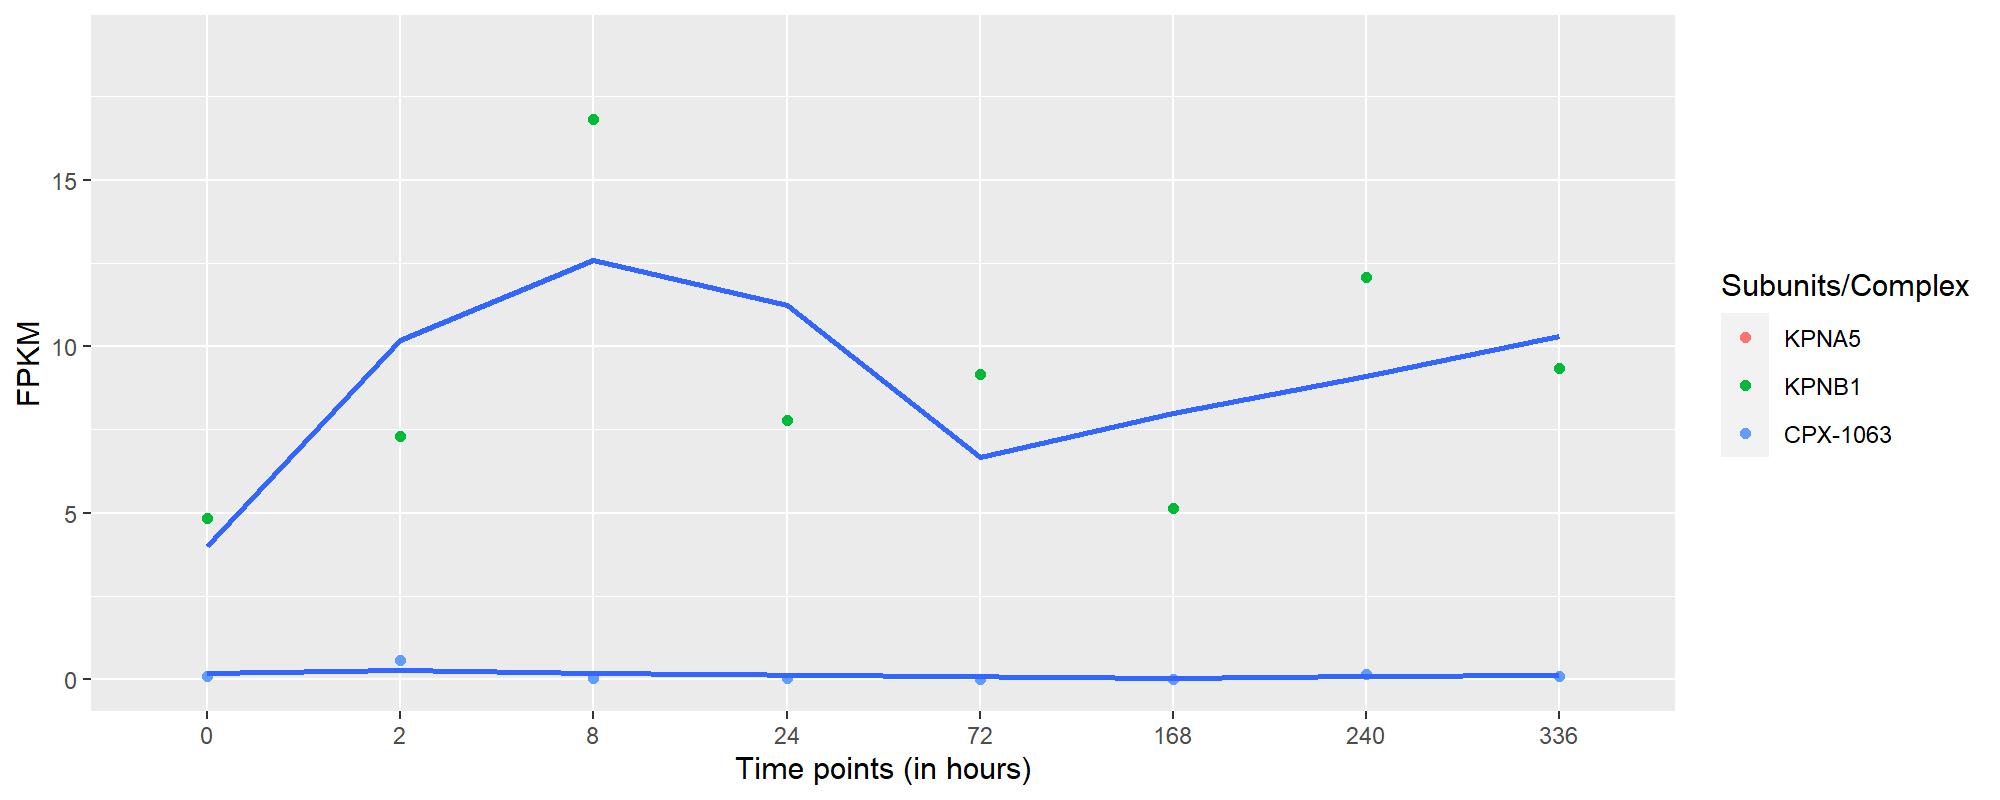 FPKM
15
10
5
0
0 2 8 24 72 168 240 336
Time points (in hours)
Subunits/Complex
KPNA5
KPNB1
CPX-1063